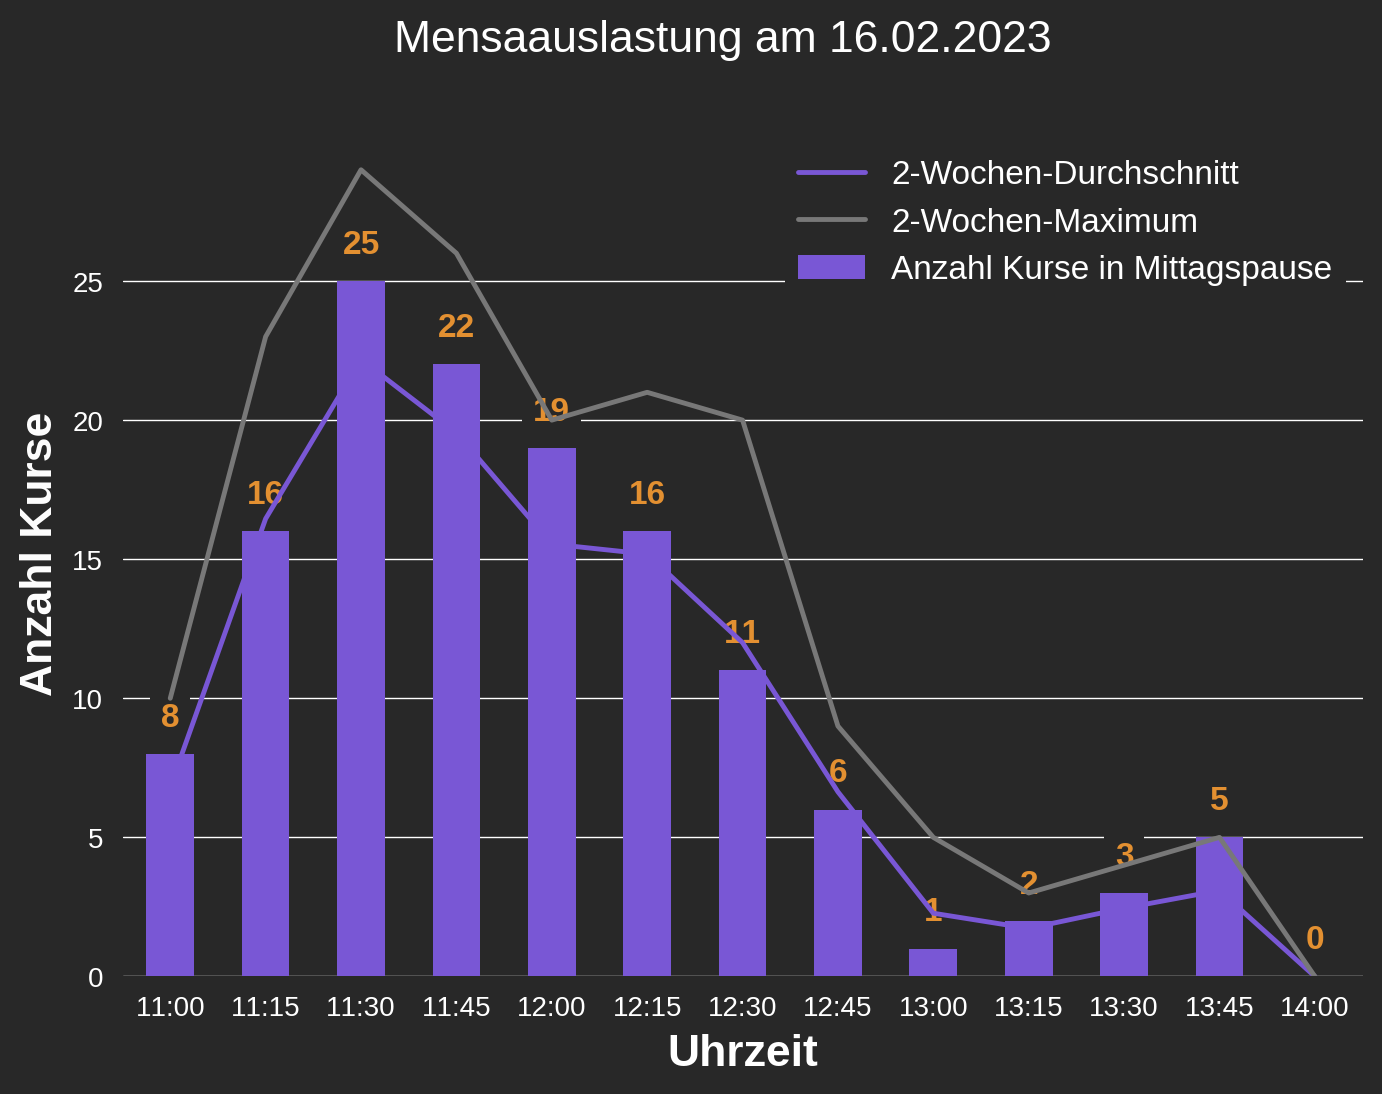 Mensaauslastung am 16.02.2023
2-Wochen-Durchschnitt
2-Wochen-Maximum
Anzahl Kurse in Mittagspause
Anzahl Kurse
25
20
15
10
5
0
8
16
25
22
19
16
11
6
1
2
3
5
0
11:00 11:15 11:30 11:45 12:00 12:15 12:30 12:45 13:00 13:15 13:30 13:45 14:00
Uhrzeit